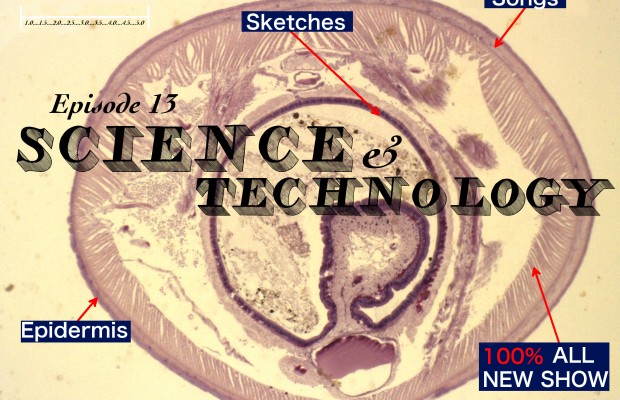 Songs
Sketches
Episode 13
SCIENCE &
TECHNOLOGY
Epidermis
100% ALL
NEW SHOW